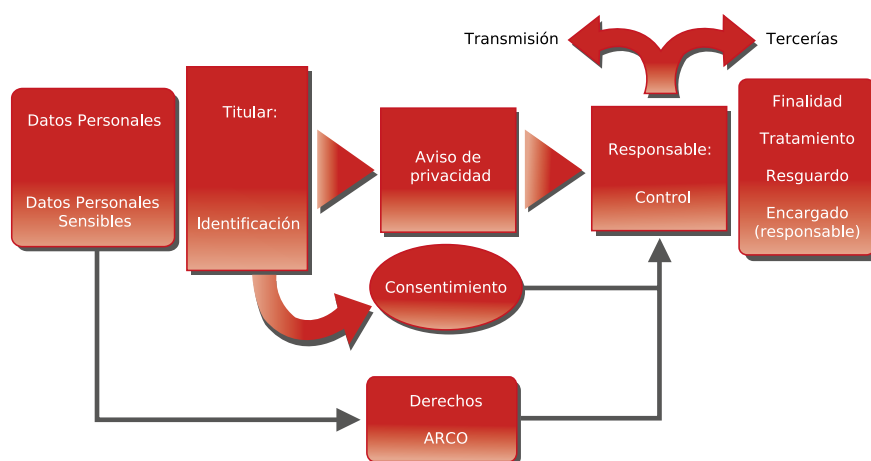 Transmisión
Tercerías
Datos Personales
Datos Personales
Sensibles
Titular:
Identificación
Aviso de
privacidad
Responsable:
Control
Finalidad
Tratamiento
Resguardo
Encargado
(responsable)
Consentimiento
Derechos
ARCO